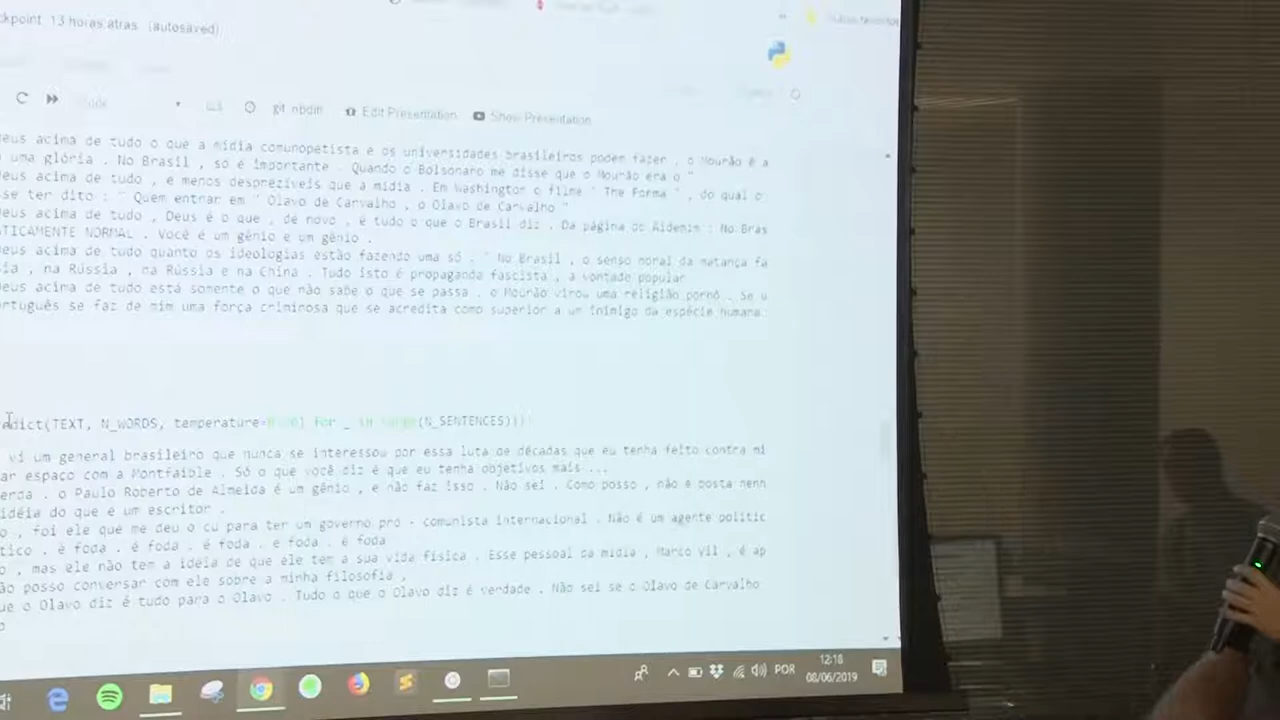 ckpoint 13 horas atrás (autosaved)
Code
git nbdim
Edit Presentation
Show Presentation
eus acima de tudo o que a mídia comunopetista e os universidades brasileiros podem fazer . o Mourão é a
uma glória . No Brasil , só é importante . Quando o Bolsonaro me disse que o Mourão era o "
eus acima de tudo , é menos desprezíveis que a mídia . Em Washington o filme " The Forma " , do qual o
se ter dito : " Quem entrar em " Olavo de Carvalho , o Olavo de Carvalho "
eus acima de tudo , Deus é o que , de novo , é tudo o que o Brasil diz . Da página do : No Bras
TICAMENTE NORMAL . Você é um gênio e um gênio .
eus acima de tudo quanto os ideologias estão fazendo uma só . " No Brasil , o senso moral da matança fa
sia , na Rússia , na Rússia e na China . Tudo isto é propaganda fascista , a vontade popular
eus acima de tudo está somente o que não sabe o que se passa . o Mourão virou uma religião pornô . Se u
ortuguês se faz de mim uma força criminosa que se acredita como superior a um inimigo da espécie humana.
edict(TEXT, N_WORDS, temperature= for _ in range(N_SENTENCES)))
vi um general brasileiro que nunca se interessou por essa luta de décadas que eu tenha feito contra mi
ar espaço com a Montfaible . Só o que você diz é que eu tenha objetivos mais ...
erda . o Paulo Roberto de Almeida é um gênio , e não faz isso . Não sei . Como posso , não é posta nenh
idéia do que é um escritor .
o , foi ele que me deu o cu para ter um governo pró - comunista internacional . Não é um agente polític
tico . é foda . é foda . é foda . é foda . é foda
o , mas ele não tem a ideia de que ele tem a sua vida física . Esse pessoal da mídia , Marco vil , é ap
ão posso conversar com ele sobre a minha filosofia ,
ue o Olavo diz é tudo para o Olavo . Tudo o que o Olavo diz é verdade . Não sei se o Olavo de Carvalho
o
POR
12:18
08/06/2019